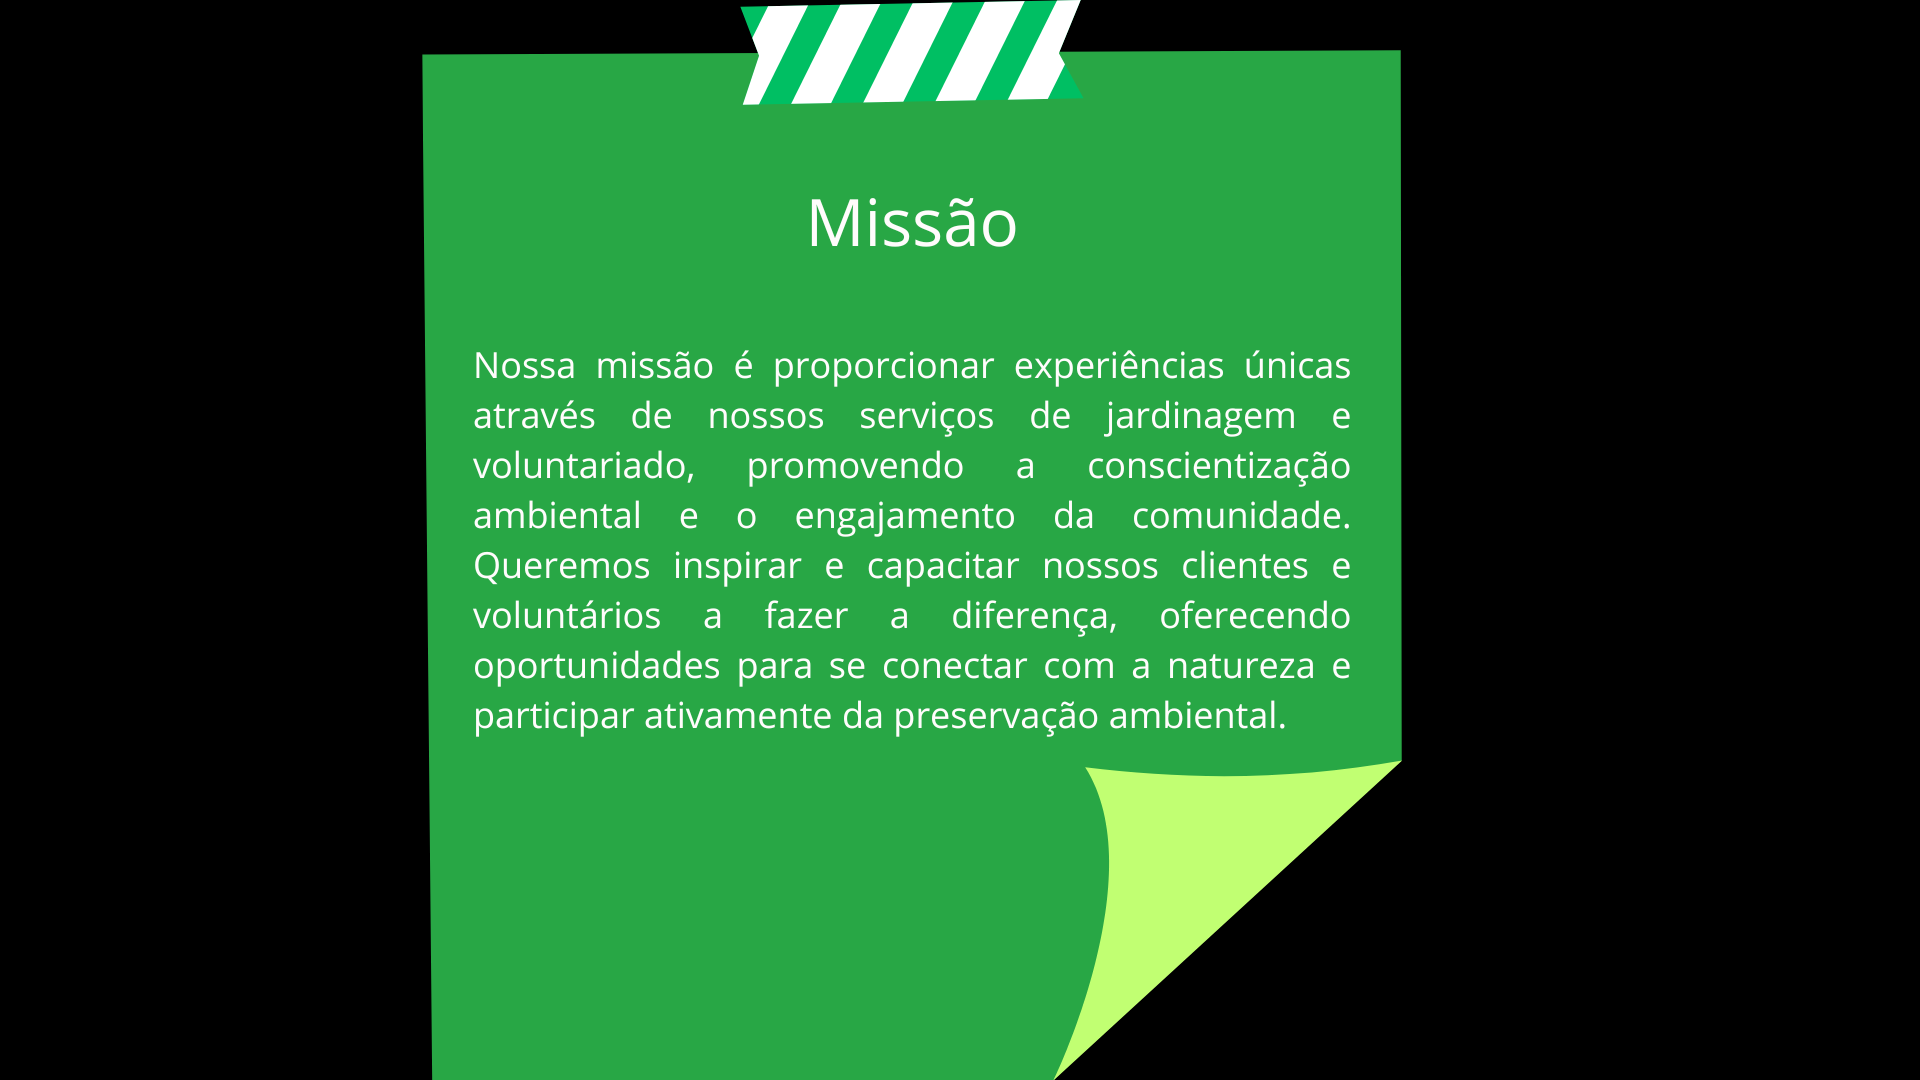 Missão
Nossa missão é proporcionar experiências únicas
através de nossos serviços de jardinagem e
voluntariado, promovendo a conscientização
ambiental e o engajamento da comunidade.
Queremos inspirar e capacitar nossos clientes e
voluntários a fazer a diferença, oferecendo
oportunidades para se conectar com a natureza e
participar ativamente da preservação ambiental.